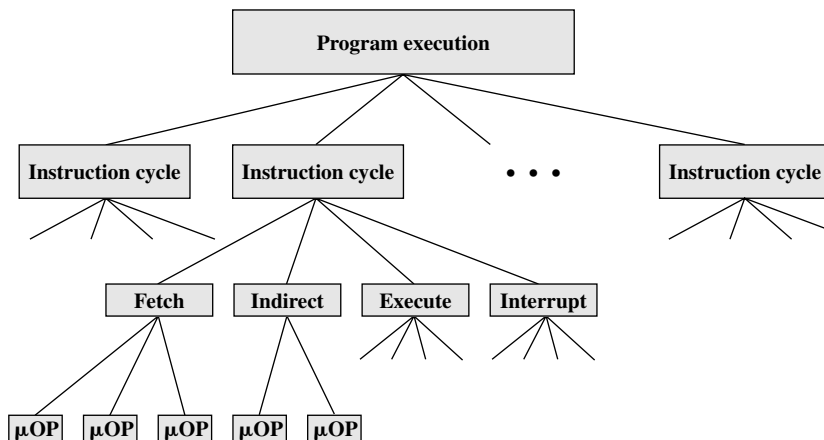 Program execution
Instruction cycle Instruction cycle • • • Instruction cycle
Fetch Indirect Execute Interrupt
μOP μOP μOP μOP μOP